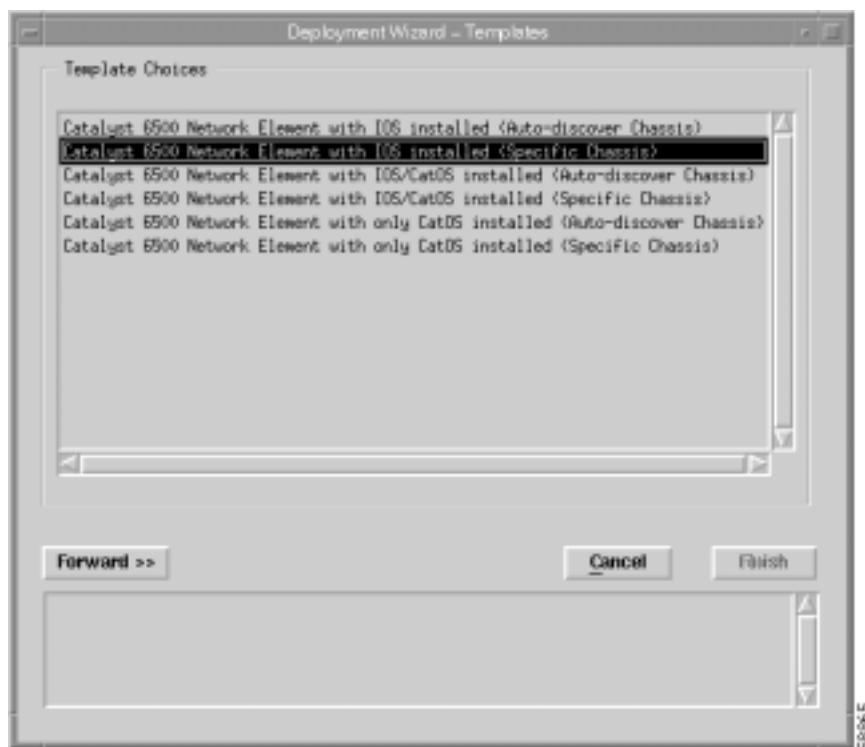 Deployment Wizard – Templates
Template Choices
Catalyst 6500 Network Element with IOS installed (Auto-discover Chassis)
Catalyst 6500 Network Element with IOS installed (Specific Chassis)
Catalyst 6500 Network Element with IOS/CatOS installed (Auto-discover Chassis)
Catalyst 6500 Network Element with IOS/CatOS installed (Specific Chassis)
Catalyst 6500 Network Element with only CatOS installed (Auto-discover Chassis)
Catalyst 6500 Network Element with only CatOS installed (Specific Chassis)
Forward >>
Cancel
Finish